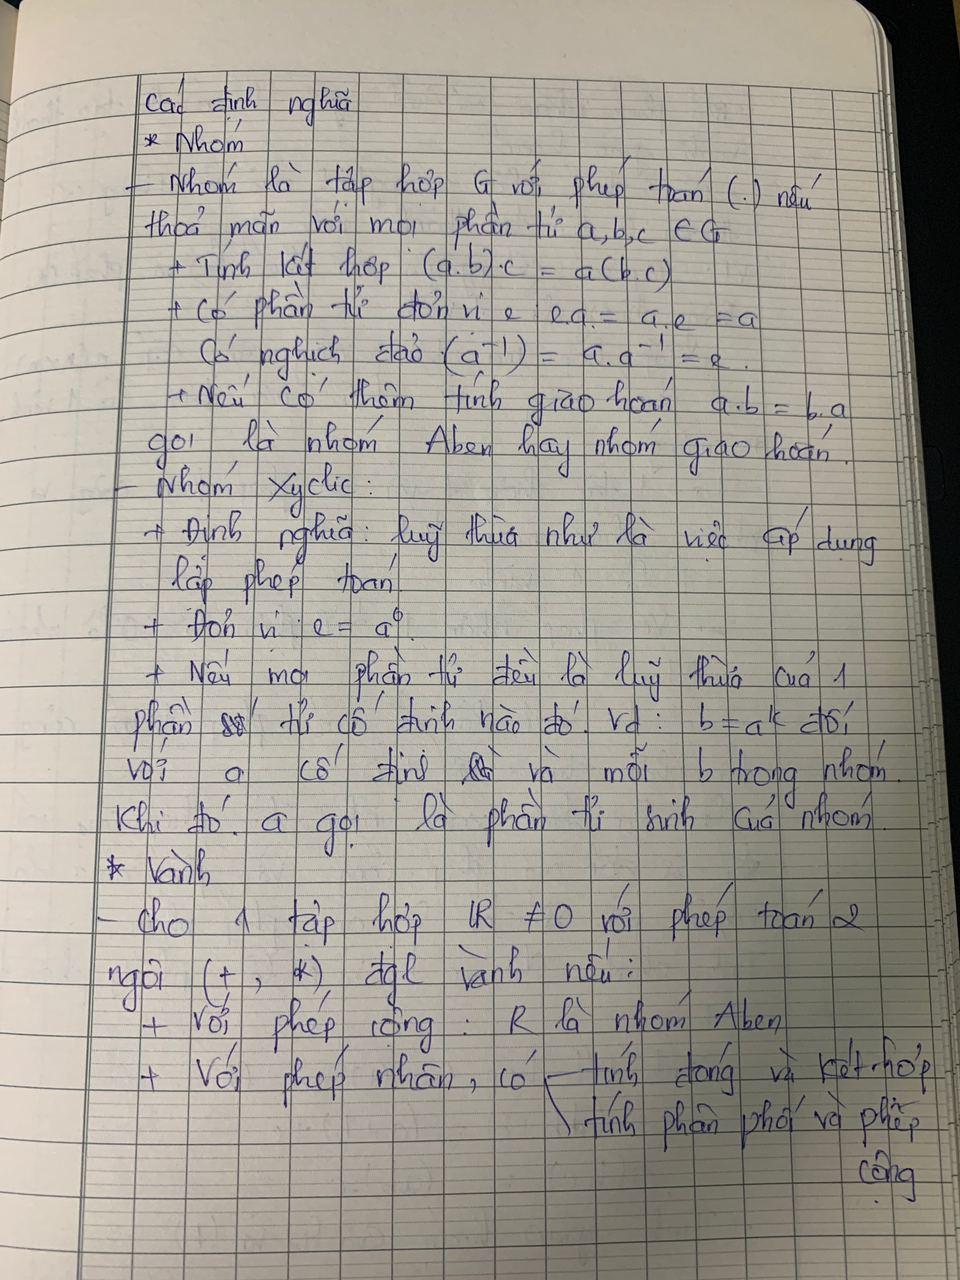 Các định nghĩa
* Nhóm
- Nhóm là tập hợp G với phép toán (.) nếu
thoả mãn với mọi phần tử a,b,c ∈ G
+ Tính kết hợp (a.b).c = a(b.c)
+ Có phần tử đơn vị e e.a = a.e = a
Có nghịch đảo (a⁻¹) = a.a⁻¹ = e.
+ Nếu có thêm tính giao hoán a.b = b.a
gọi là nhóm Aben hay nhóm giao hoán.
- Nhóm Xyclic:
+ Định nghĩa: luỹ thừa như là việc áp dụng
lặp phép toán
+ Đơn vị e = a⁰.
+ Nếu mọi phần tử đều là luỹ thừa của 1
phần tử cố định nào đó. Vd: b = aᵏ đối
với a cố định và mỗi b trong nhóm.
Khi đó. a gọi là phần tử sinh của nhóm.
* Vành
- Cho 1 tập hợp R ≠ 0 với phép toán 2
ngôi (+, *) đgl vành nếu:
+ Với phép cộng: R là nhóm Aben
+ Với phép nhân, có - tính đóng và kết hợp
\ tính phân phối và phép
cộng